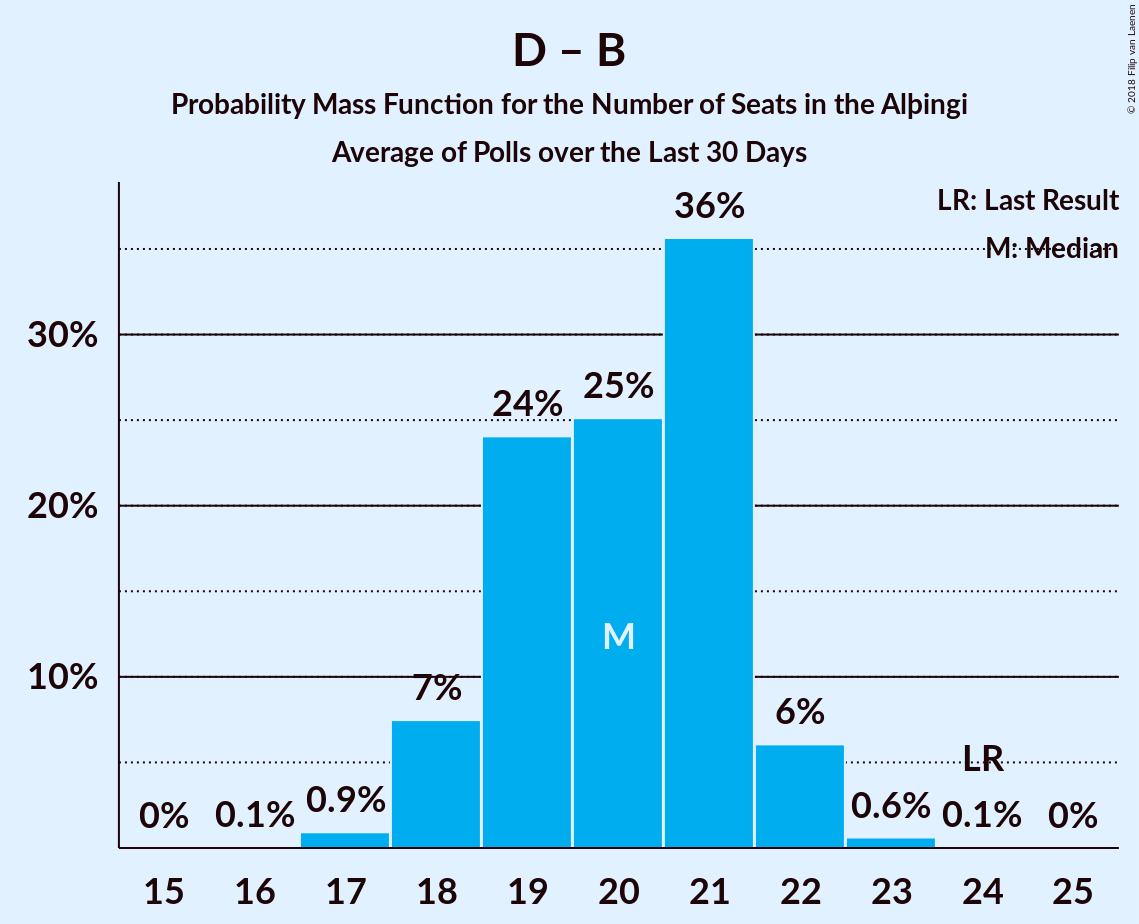 D – B
Probability Mass Function for the Number of Seats in the Alþingi
Average of Polls over the Last 30 Days
© 2018 Filip van Laenen
LR: Last Result
M: Median
36%
30%
25%
24%
20%
M
10%
7%
6%
LR
0%
0.1%
0.9%
0.6%
0.1%
0%
15 16 17 18 19 20 21 22 23 24 25